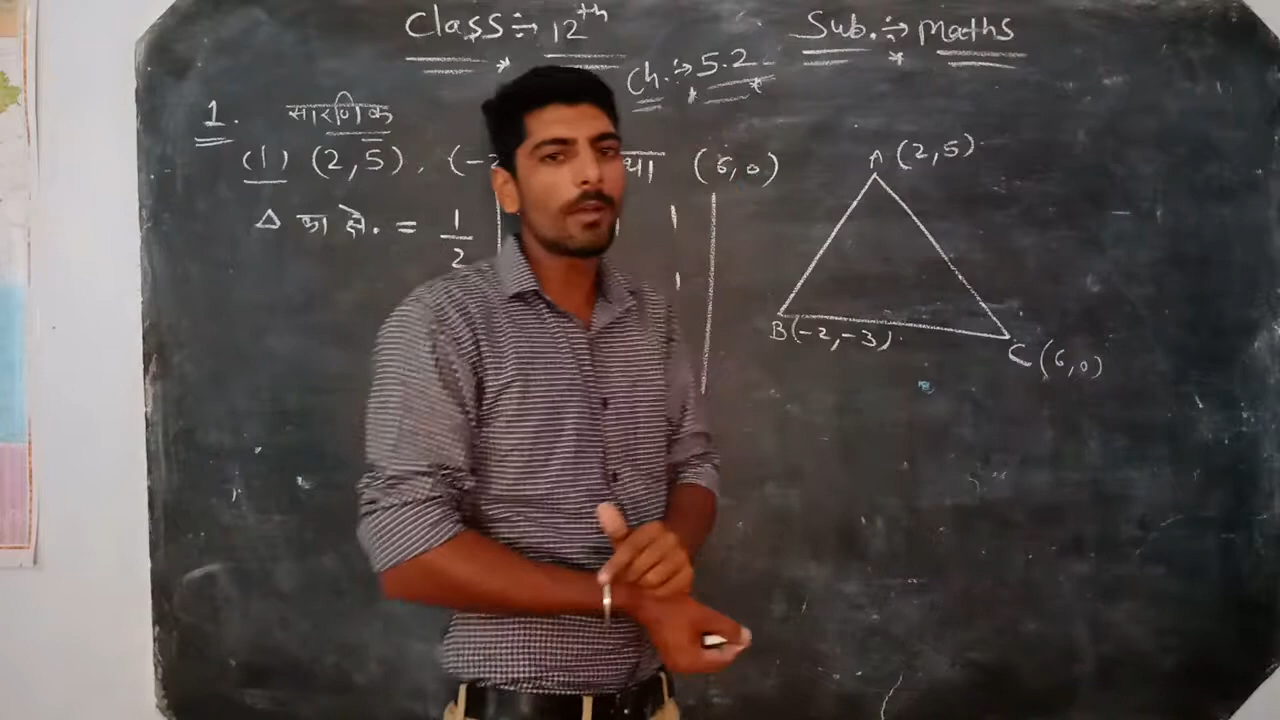 Class :- 12th Sub. :- Maths
Ch. :- 5.2
1. सारणिक
(1) (2,5), (-2 था (6,0)
Δ का क्षे. = 1/2
A (2,5)
B(-2,-3)
C (6,0)